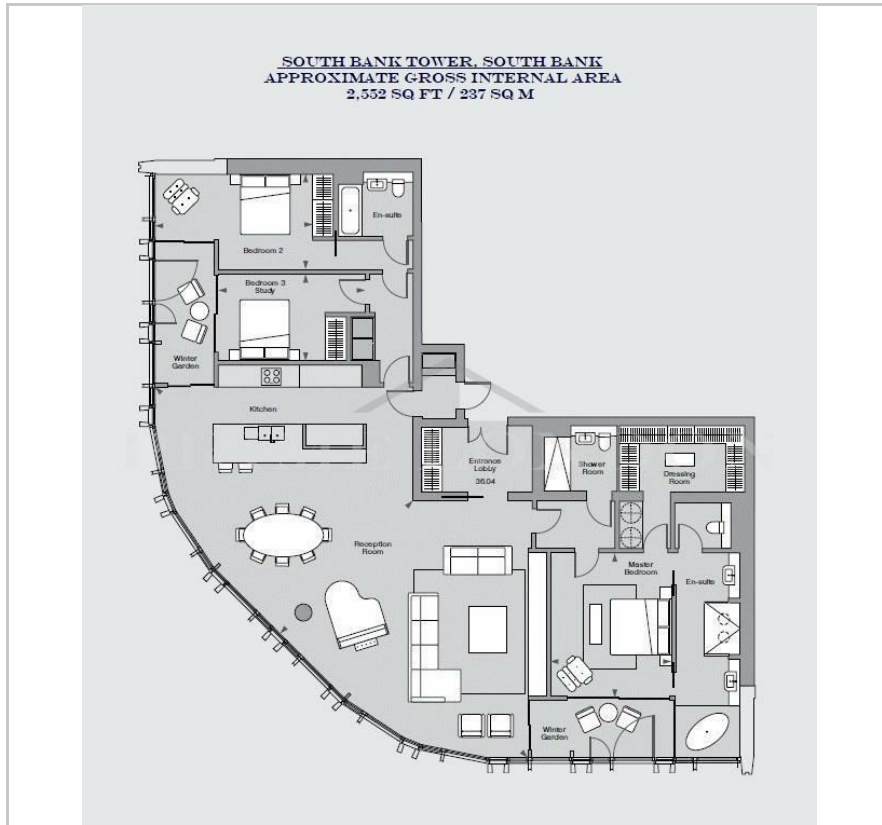 SOUTH BANK TOWER, SOUTH BANK
APPROXIMATE GROSS INTERNAL AREA
2,552 SQ FT / 237 SQ M
En-suite
Bedroom 2
Bedroom 3
Study
Winter
Garden
Kitchen
Entrance
Lobby
36.04
Shower
Room
Dressing
Room
Reception
Room
Master
Bedroom
En-suite
Winter
Garden